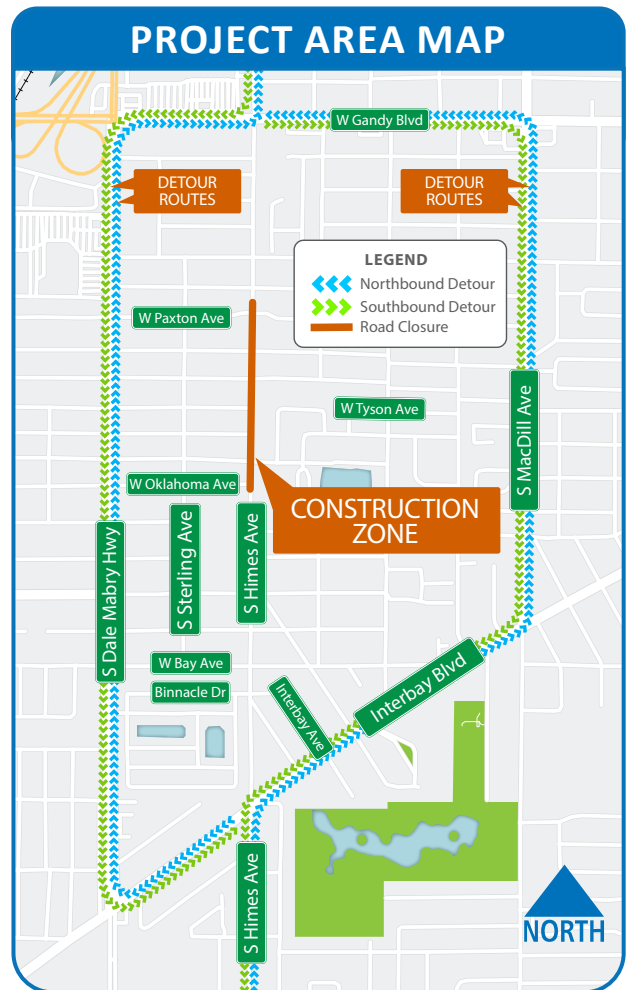 PROJECT AREA MAP
W Gandy Blvd
DETOUR
ROUTES
DETOUR
ROUTES
LEGEND
Northbound Detour
Southbound Detour
Road Closure
W Paxton Ave
W Tyson Ave
S MacDill Ave
W Oklahoma Ave
CONSTRUCTION
ZONE
S Dale Mabry Hwy
S Sterling Ave
S Himes Ave
W Bay Ave
Binnacle Dr
Interbay Ave
Interbay Blvd
S Himes Ave
NORTH